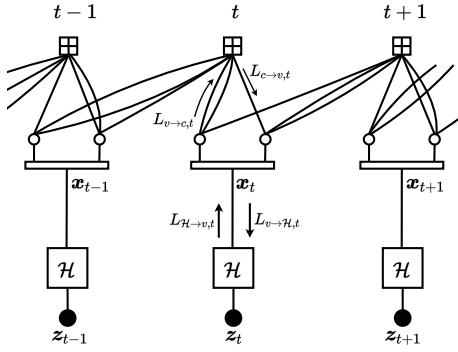 t − 1 t t + 1
L_{c→v,t}
L_{v→c,t}
x_{t−1} x_t x_{t+1}
L_{ℋ→v,t} L_{v→ℋ,t}
ℋ ℋ ℋ
z_{t−1} z_t z_{t+1}